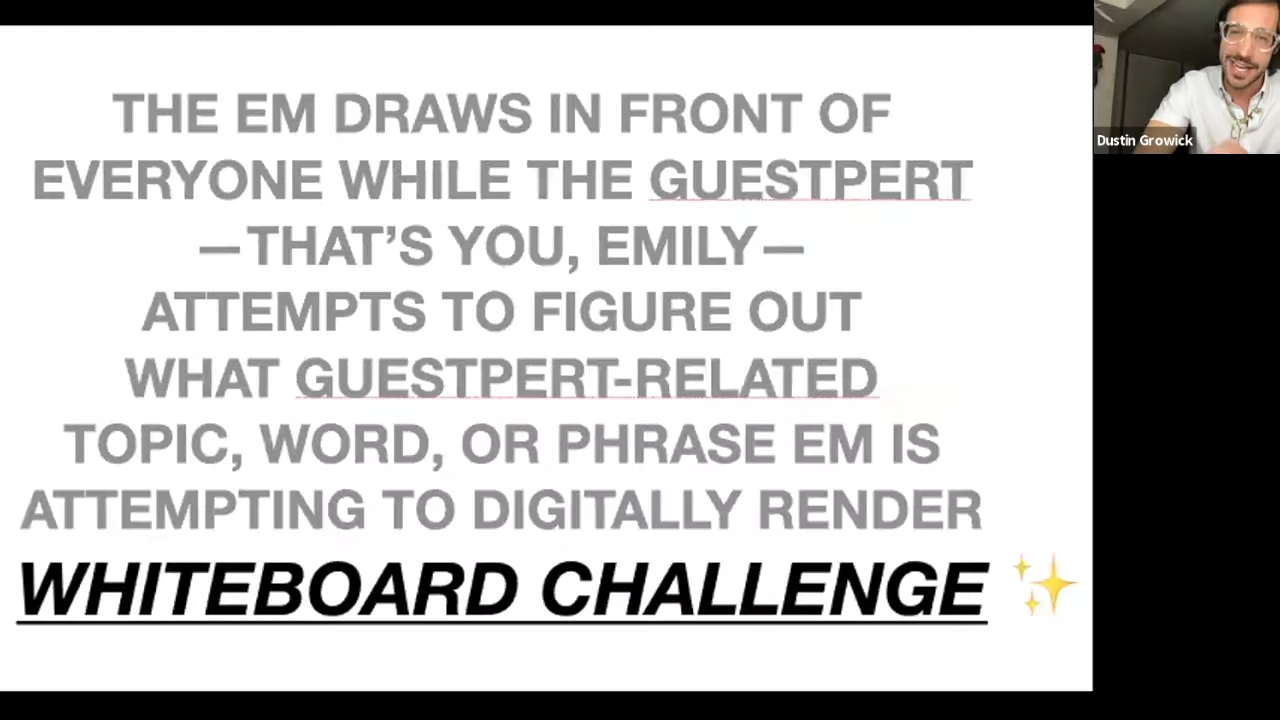 THE EM DRAWS IN FRONT OF
EVERYONE WHILE THE GUESTPERT
—THAT’S YOU, EMILY—
ATTEMPTS TO FIGURE OUT
WHAT GUESTPERT-RELATED
TOPIC, WORD, OR PHRASE EM IS
ATTEMPTING TO DIGITALLY RENDER
WHITEBOARD CHALLENGE ✨
Dustin Growick